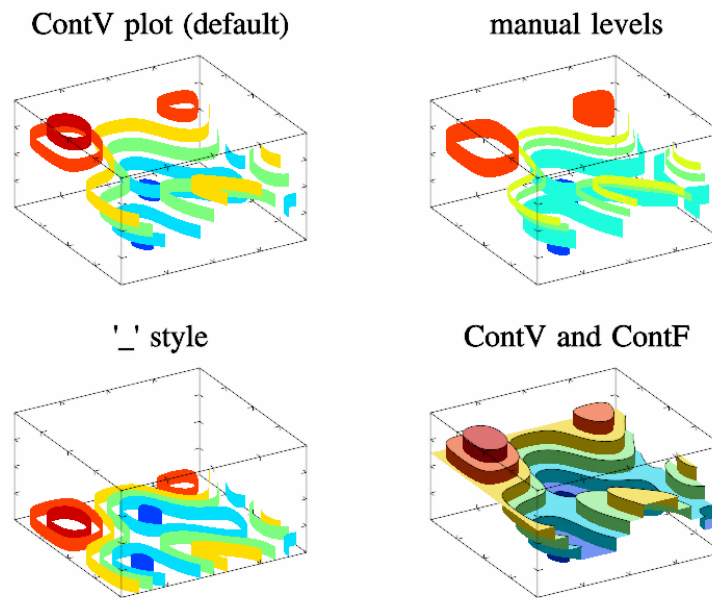 ContV plot (default)
manual levels
'_' style
ContV and ContF